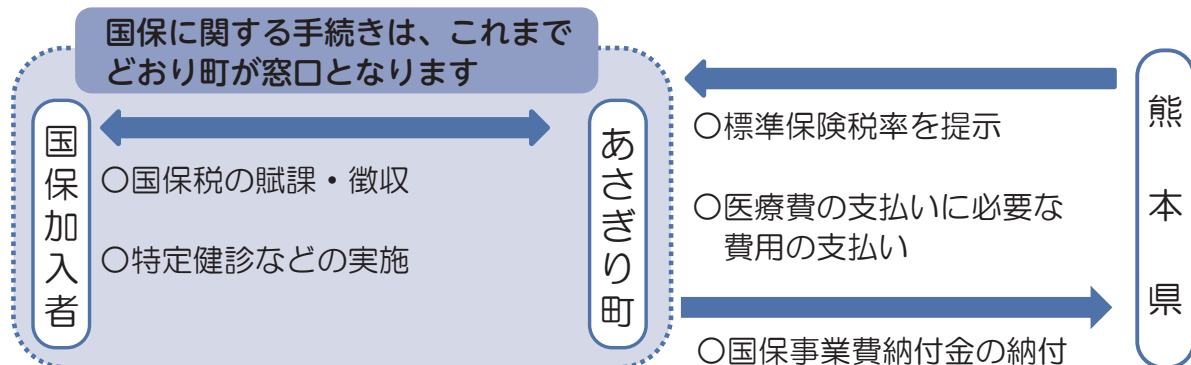 国保に関する手続きは、これまで
どおり町が窓口となります
国保加入者
○国保税の賦課・徴収
○特定健診などの実施
あさぎり町
○標準保険税率を提示
○医療費の支払いに必要な
費用の支払い
○国保事業費納付金の納付
熊本県